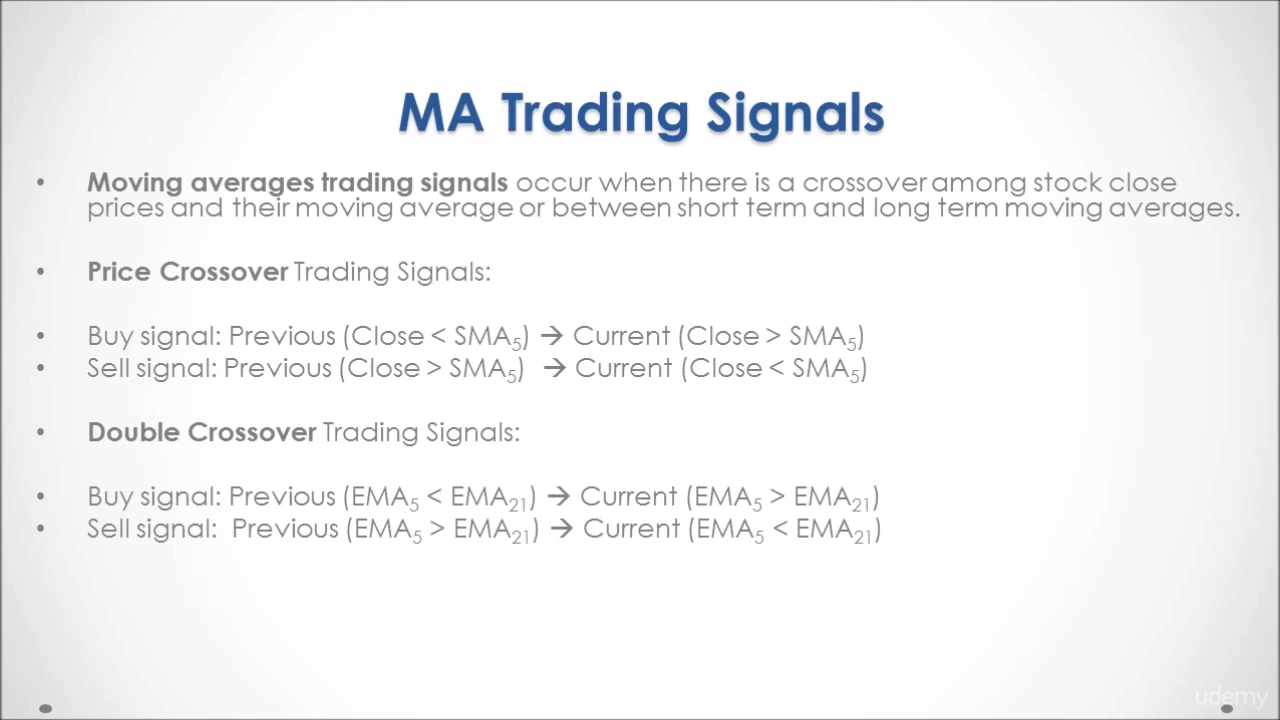 MA Trading Signals
• Moving averages trading signals occur when there is a crossover among stock close
prices and their moving average or between short term and long term moving averages.
• Price Crossover Trading Signals:
• Buy signal: Previous (Close < SMA₅) → Current (Close > SMA₅)
• Sell signal: Previous (Close > SMA₅) → Current (Close < SMA₅)
• Double Crossover Trading Signals:
• Buy signal: Previous (EMA₅ < EMA₂₁) → Current (EMA₅ > EMA₂₁)
• Sell signal: Previous (EMA₅ > EMA₂₁) → Current (EMA₅ < EMA₂₁)
udemy